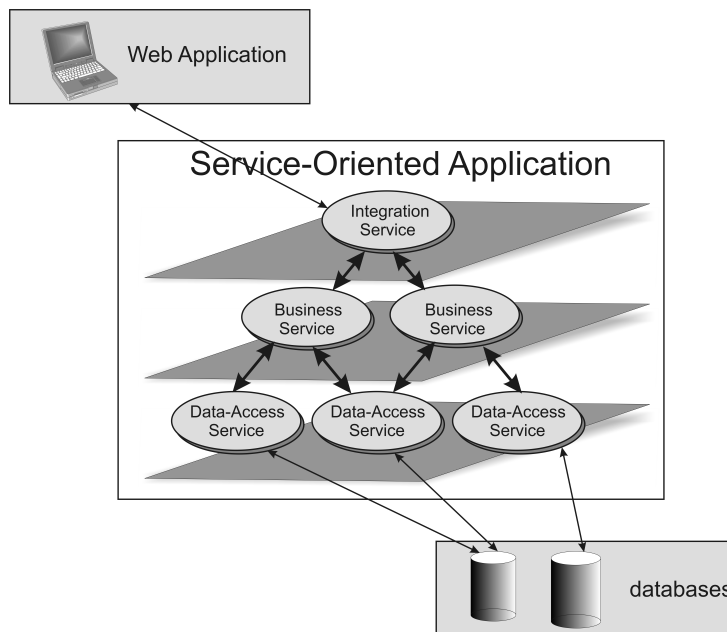 Web Application
Service-Oriented Application
Integration
Service
Business
Service
Business
Service
Data-Access
Service
Data-Access
Service
Data-Access
Service
databases